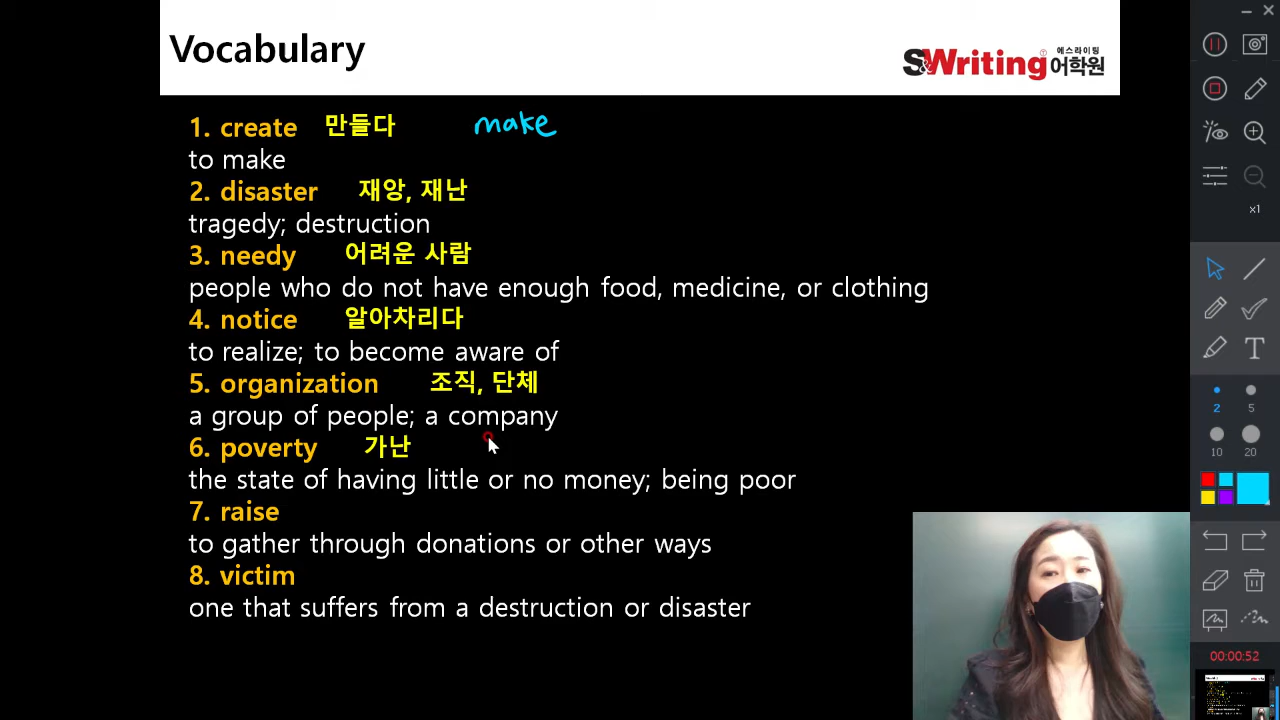 Vocabulary
S&Writing 에스라이팅 어학원
1. create 만들다 make
to make
2. disaster 재앙, 재난
tragedy; destruction
3. needy 어려운 사람
people who do not have enough food, medicine, or clothing
4. notice 알아차리다
to realize; to become aware of
5. organization 조직, 단체
a group of people; a company
6. poverty 가난
the state of having little or no money; being poor
7. raise
to gather through donations or other ways
8. victim
one that suffers from a destruction or disaster
x1
T
2 5
10 20
00:00:52